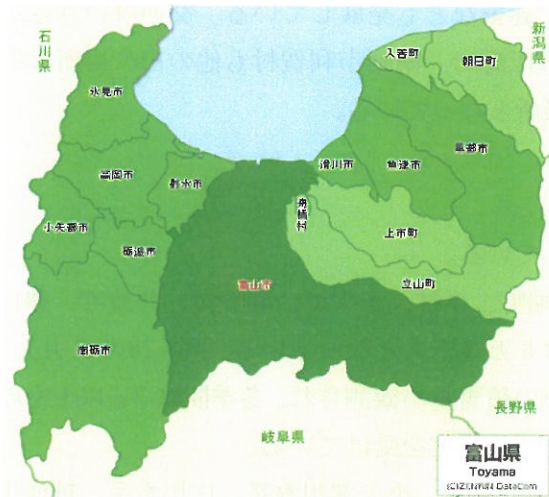 石川県
新潟県
入善町
朝日町
氷見市
高岡市
射水市
滑川市
魚津市
黒部市
舟橋村
小矢部市
砺波市
上市町
富山市
立山町
南砺市
長野県
岐阜県
富山県
Toyama
(C)ZENRIN DataCom